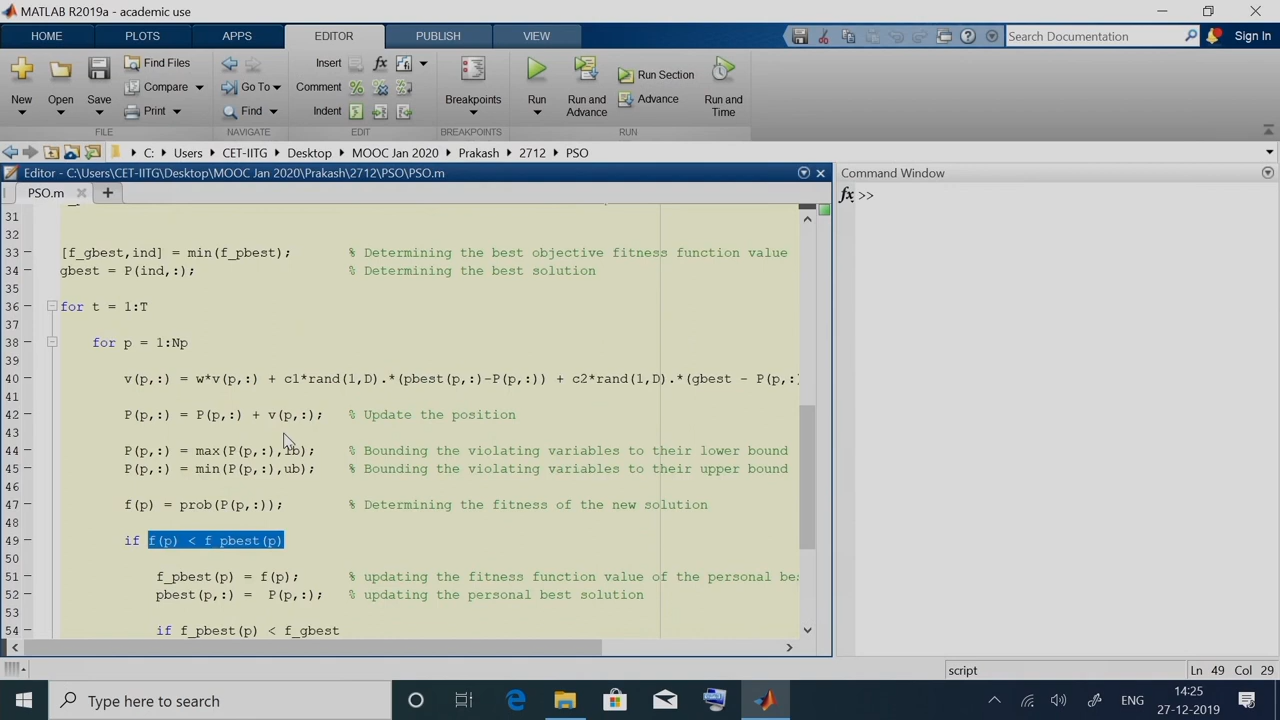 MATLAB R2019a - academic use
HOME PLOTS APPS EDITOR PUBLISH VIEW Search Documentation Sign In
New Open Save Find Files Compare Print
Go To Find
Insert Comment Indent
Breakpoints
Run Run and Advance Run Section Advance Run and Time
FILE NAVIGATE EDIT BREAKPOINTS RUN
C: Users CET-IITG Desktop MOOC Jan 2020 Prakash 2712 PSO
Editor - C:\Users\CET-IITG\Desktop\MOOC Jan 2020\Prakash\2712\PSO\PSO.m
Command Window
PSO.m
fx >>
31
32
33 [f_gbest,ind] = min(f_pbest); % Determining the best objective fitness function value
34 gbest = P(ind,:); % Determining the best solution
35
36 for t = 1:T
37
38 for p = 1:Np
39
40 v(p,:) = w*v(p,:) + c1*rand(1,D).*(pbest(p,:)-P(p,:)) + c2*rand(1,D).*(gbest - P(p,:
41
42 P(p,:) = P(p,:) + v(p,:); % Update the position
43
44 P(p,:) = max(P(p,:),lb); % Bounding the violating variables to their lower bound
45 P(p,:) = min(P(p,:),ub); % Bounding the violating variables to their upper bound
46
47 f(p) = prob(P(p,:)); % Determining the fitness of the new solution
48
49 if f(p) < f_pbest(p)
50
51 f_pbest(p) = f(p); % updating the fitness function value of the personal be
52 pbest(p,:) = P(p,:); % updating the personal best solution
53
54 if f_pbest(p) < f_gbest
script Ln 49 Col 29
Type here to search
ENG
14:25
27-12-2019